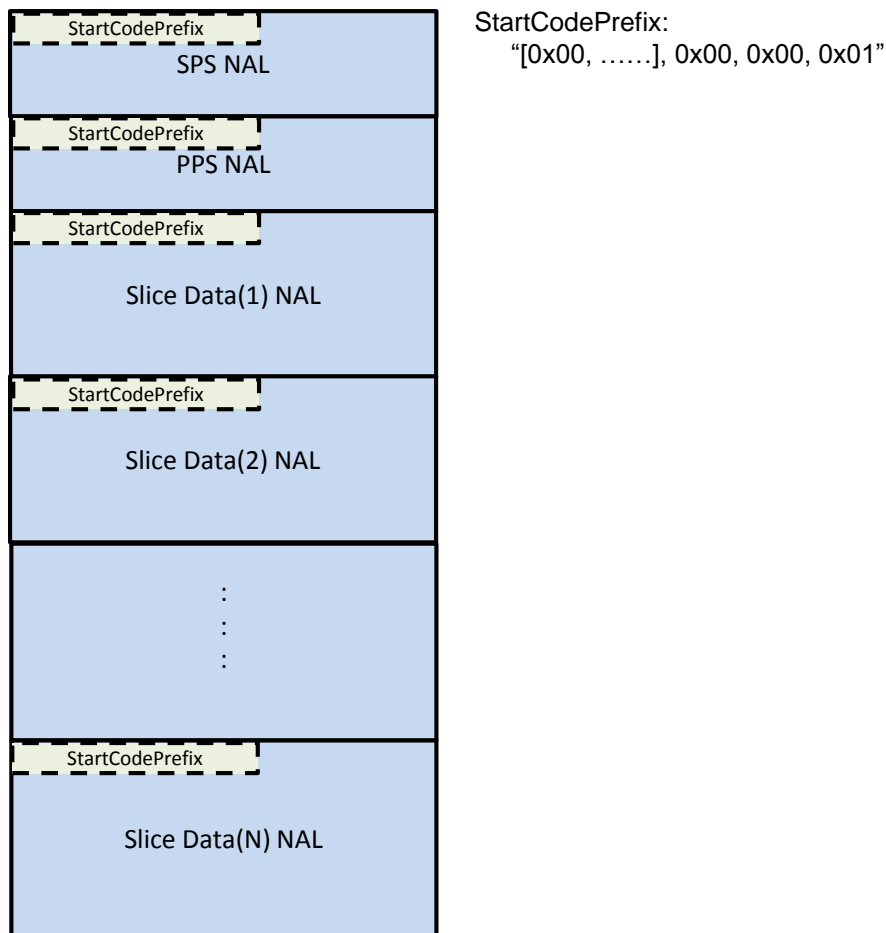 StartCodePrefix
SPS NAL
StartCodePrefix
PPS NAL
StartCodePrefix
Slice Data(1) NAL
StartCodePrefix
Slice Data(2) NAL
:
:
:
StartCodePrefix
Slice Data(N) NAL
StartCodePrefix:
“[0x00, ……], 0x00, 0x00, 0x01”